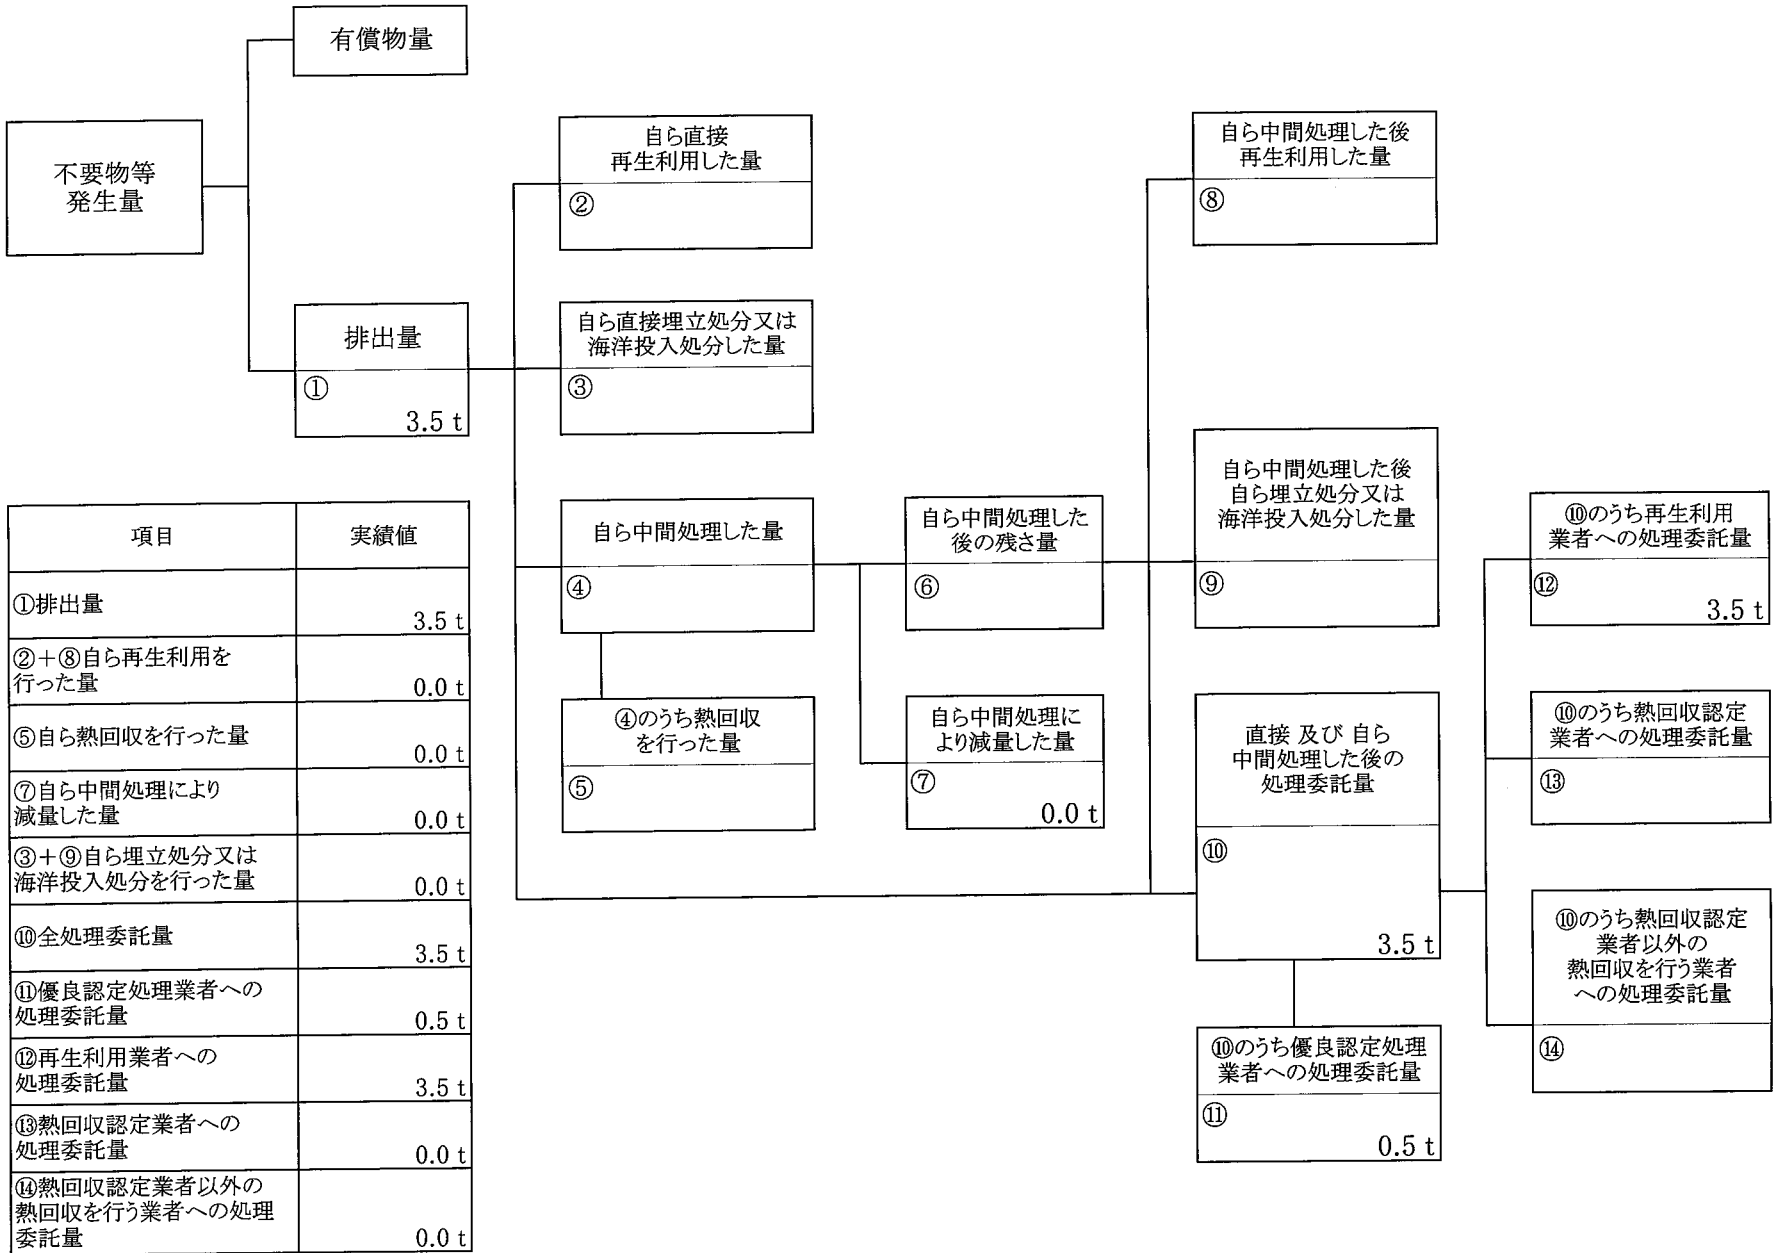 有償物量
不要物等
発生量
排出量
①
3.5 t
自ら直接
再生利用した量
②
自ら直接埋立処分又は
海洋投入処分した量
③
自ら中間処理した量
④
④のうち熱回収
を行った量
⑤
自ら中間処理した
後の残さ量
⑥
自ら中間処理に
より減量した量
⑦
0.0 t
自ら中間処理した後
再生利用した量
⑧
自ら中間処理した後
自ら埋立処分又は
海洋投入処分した量
⑨
直接 及び 自ら
中間処理した後の
処理委託量
⑩
3.5 t
⑩のうち優良認定処理
業者への処理委託量
⑪
0.5 t
⑩のうち再生利用
業者への処理委託量
⑫
3.5 t
⑩のうち熱回収認定
業者への処理委託量
⑬
⑩のうち熱回収認定
業者以外の
熱回収を行う業者
への処理委託量
⑭
項目 実績値
①排出量
3.5 t
②+⑧自ら再生利用を
行った量
0.0 t
⑤自ら熱回収を行った量
0.0 t
⑦自ら中間処理により
減量した量
0.0 t
③+⑨自ら埋立処分又は
海洋投入処分を行った量
0.0 t
⑩全処理委託量
3.5 t
⑪優良認定処理業者への
処理委託量
0.5 t
⑫再生利用業者への
処理委託量
3.5 t
⑬熱回収認定業者への
処理委託量
0.0 t
⑭熱回収認定業者以外の
熱回収を行う業者への処理
委託量
0.0 t